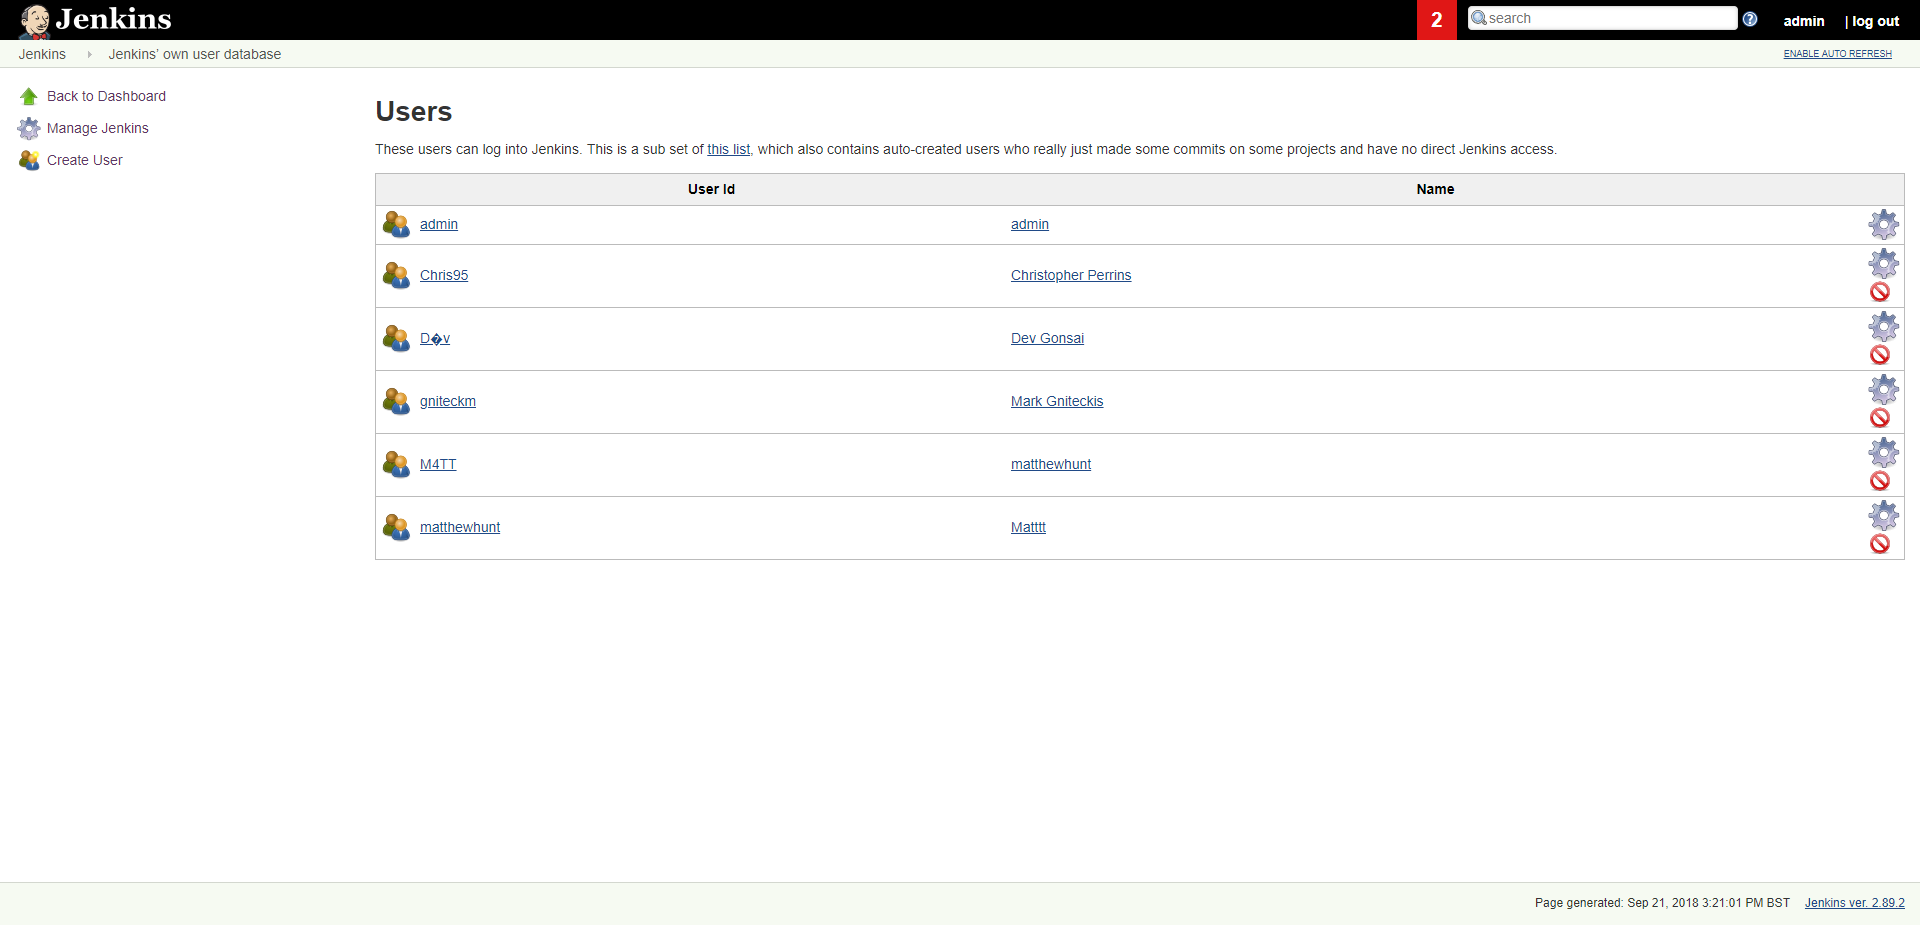 Jenkins
2
search
admin
| log out
Jenkins
Jenkins' own user database
ENABLE AUTO REFRESH
Back to Dashboard
Manage Jenkins
Create User
Users
These users can log into Jenkins. This is a sub set of this list, which also contains auto-created users who really just made some commits on some projects and have no direct Jenkins access.
User Id Name
admin admin
Chris95 Christopher Perrins
D�v Dev Gonsai
gniteckm Mark Gniteckis
M4TT matthewhunt
matthewhunt Matttt
Page generated: Sep 21, 2018 3:21:01 PM BST Jenkins ver. 2.89.2